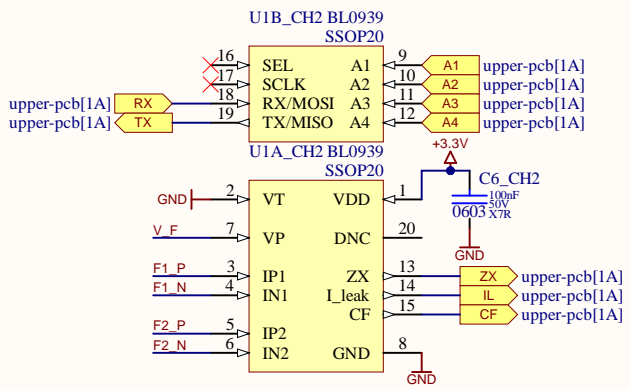 U1B_CH2 BL0939
SSOP20
16 SEL A1 9 A1 upper-pcb[1A]
17 SCLK A2 10 A2 upper-pcb[1A]
upper-pcb[1A] RX 18 RX/MOSI A3 11 A3 upper-pcb[1A]
upper-pcb[1A] TX 19 TX/MISO A4 12 A4 upper-pcb[1A]
U1A_CH2 BL0939
SSOP20
+3.3V
GND 2 VT VDD 1
C6_CH2
100nF
50V
0603 X7R
GND
V_F 7 VP DNC 20
F1_P 3 IP1 ZX 13 ZX upper-pcb[1A]
F1_N 4 IN1 I_leak 14 IL upper-pcb[1A]
CF 15 CF upper-pcb[1A]
F2_P 5 IP2
F2_N 6 IN2 GND 8
GND